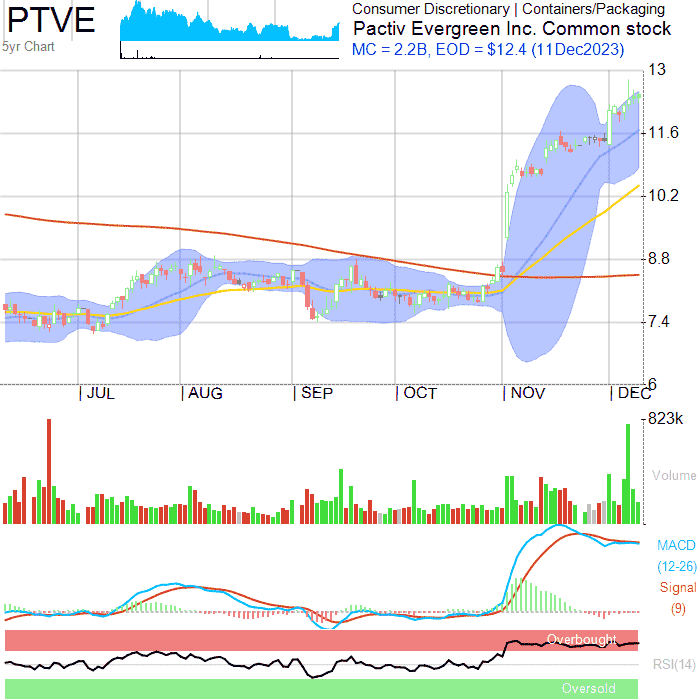 PTVE
5yr Chart
Consumer Discretionary | Containers/Packaging
Pactiv Evergreen Inc. Common stock
MC = 2.2B, EOD = $12.4 (11Dec2023)
13
11.6
10.2
8.8
7.4
6
JUL AUG SEP OCT NOV DEC
823k
Volume
MACD
(12-26)
Signal
(9)
Overbought
RSI(14)
Oversold